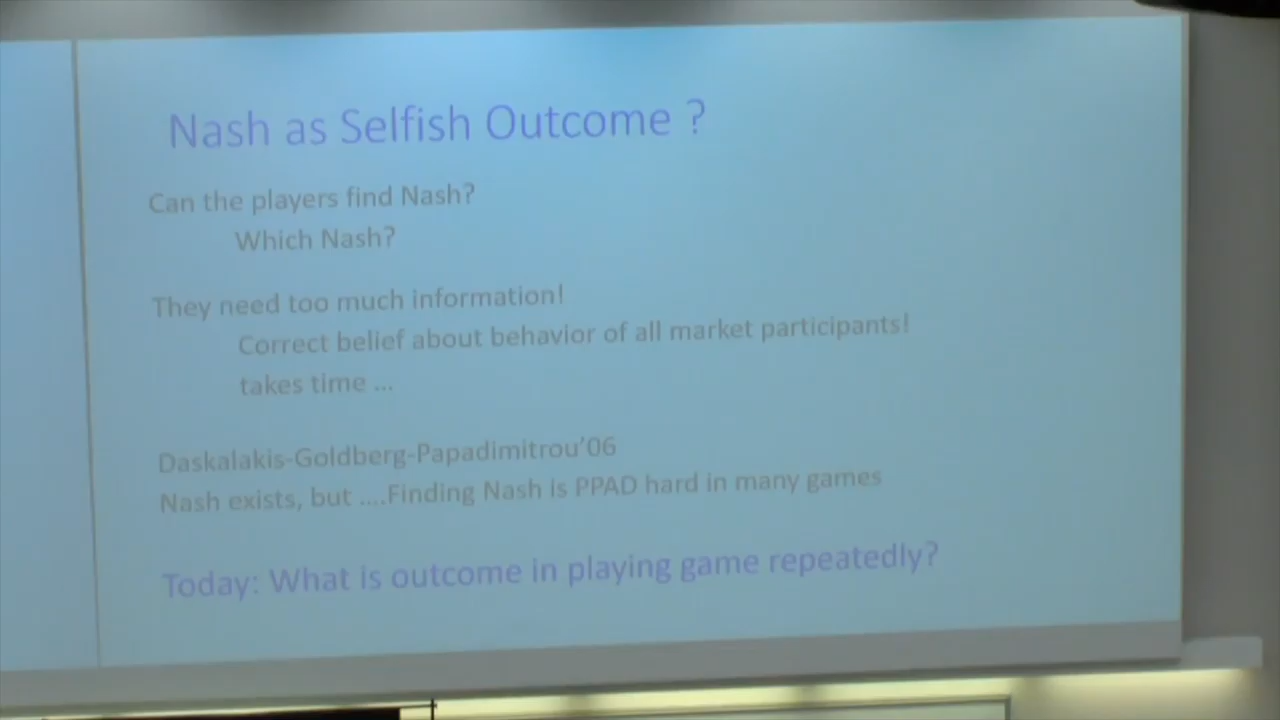 Nash as Selfish Outcome ?
Can the players find Nash?
Which Nash?
They need too much information!
Correct belief about behavior of all market participants!
takes time ...
Daskalakis-Goldberg-Papadimitrou’06
Nash exists, but ....Finding Nash is PPAD hard in many games
Today: What is outcome in playing game repeatedly?